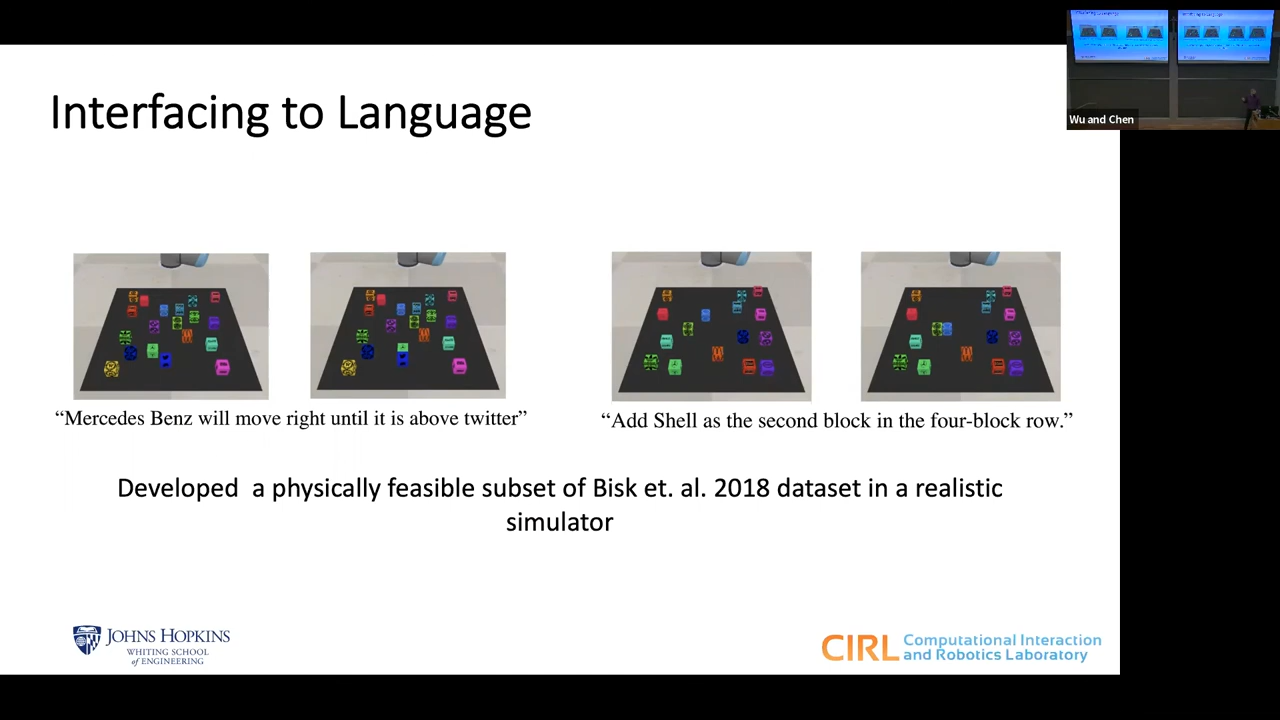 Interfacing to Language
Wu and Chen
“Mercedes Benz will move right until it is above twitter”
“Add Shell as the second block in the four-block row.”
Developed a physically feasible subset of Bisk et. al. 2018 dataset in a realistic
simulator
JOHNS HOPKINS
WHITING SCHOOL
of ENGINEERING
CIRL Computational Interaction
and Robotics Laboratory